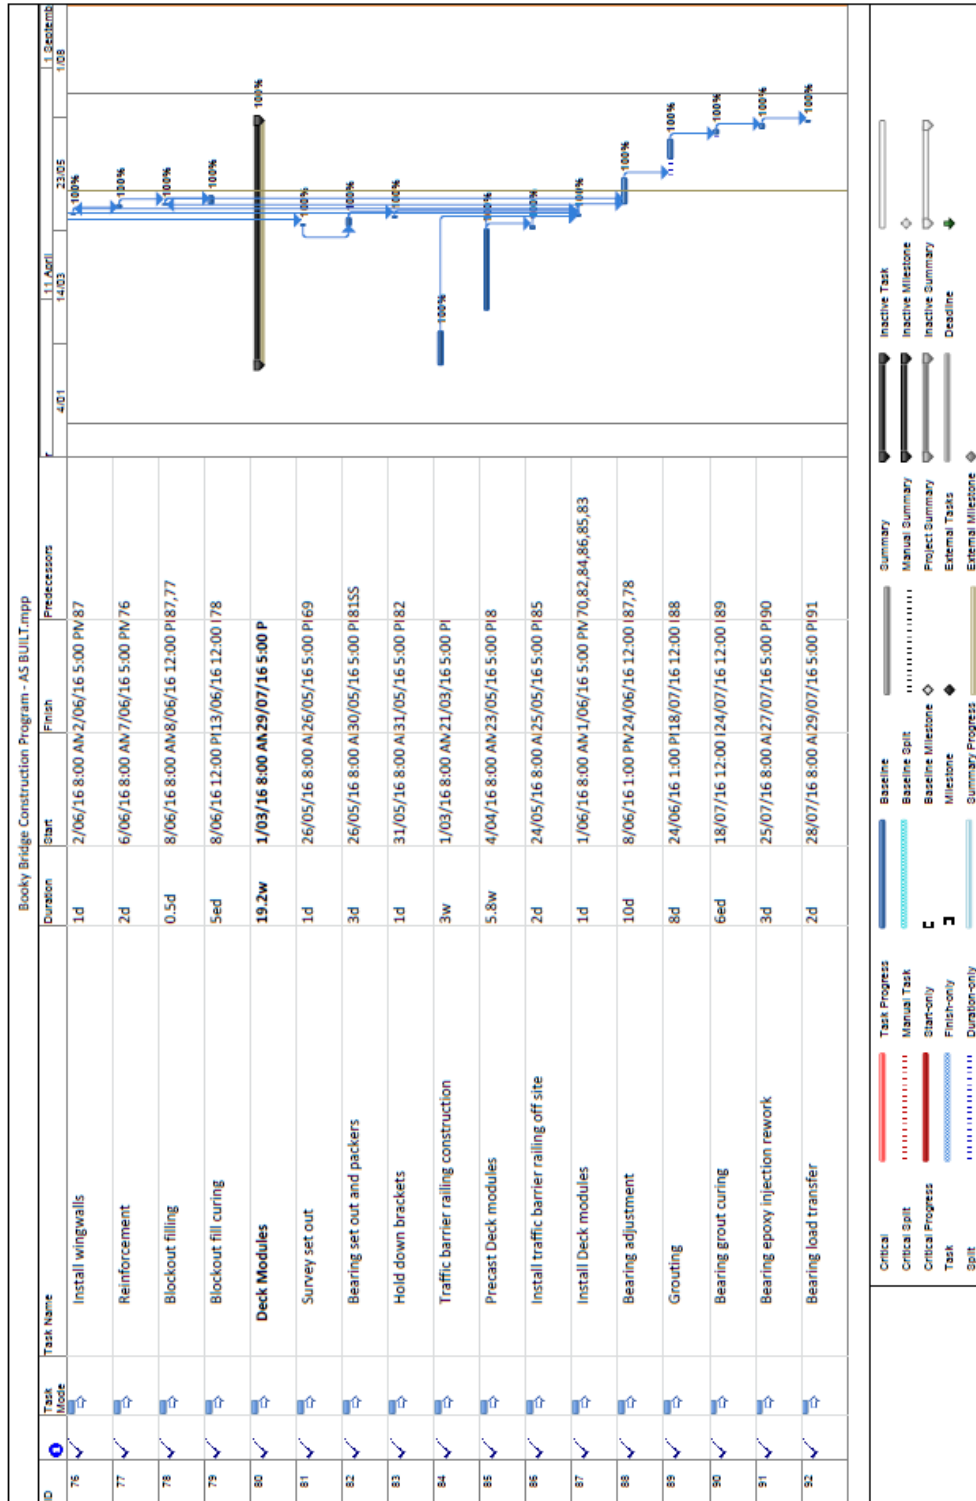 Booky Bridge Construction Program - AS BUILT.mpp
ID Task Mode Task Name Duration Start Finish Predecessors r 11 April 1 Septemb
4/01 14/03 23/05 1/08
76 Install wingwalls 1d 2/06/16 8:00 AM 2/06/16 5:00 PM 87 100%
77 Reinforcement 2d 6/06/16 8:00 AM 7/06/16 5:00 PM 76 100%
78 Blockout filling 0.5d 8/06/16 8:00 AM 8/06/16 12:00 P 87,77 100%
79 Blockout fill curing 5ed 8/06/16 12:00 P 13/06/16 12:00 78 100%
80 Deck Modules 19.2w 1/03/16 8:00 AM 29/07/16 5:00 P 100%
81 Survey set out 1d 26/05/16 8:00 A 26/05/16 5:00 P 69 100%
82 Bearing set out and packers 3d 26/05/16 8:00 A 30/05/16 5:00 P 81SS 100%
83 Hold down brackets 1d 31/05/16 8:00 A 31/05/16 5:00 P 82 100%
84 Traffic barrier railing construction 3w 1/03/16 8:00 AM 21/03/16 5:00 P 100%
85 Precast Deck modules 5.8w 4/04/16 8:00 AM 23/05/16 5:00 P 8 100%
86 Install traffic barrier railing off site 2d 24/05/16 8:00 A 25/05/16 5:00 P 85 100%
87 Install Deck modules 1d 1/06/16 8:00 AM 1/06/16 5:00 PM 70,82,84,86,85,83 100%
88 Bearing adjustment 10d 8/06/16 1:00 PM 24/06/16 12:00 87,78 100%
89 Grouting 8d 24/06/16 1:00 P 18/07/16 12:00 88 100%
90 Bearing grout curing 6ed 18/07/16 12:00 24/07/16 12:00 89 100%
91 Bearing epoxy injection rework 3d 25/07/16 8:00 A 27/07/16 5:00 P 90 100%
92 Bearing load transfer 2d 28/07/16 8:00 A 29/07/16 5:00 P 91 100%
Critical Task Progress Baseline Summary Inactive Task
Critical Split Manual Task Baseline Split Manual Summary Inactive Milestone
Critical Progress Start-only Baseline Milestone Project Summary Inactive Summary
Task Finish-only Milestone External Tasks Deadline
Split Duration-only Summary Progress External Milestone